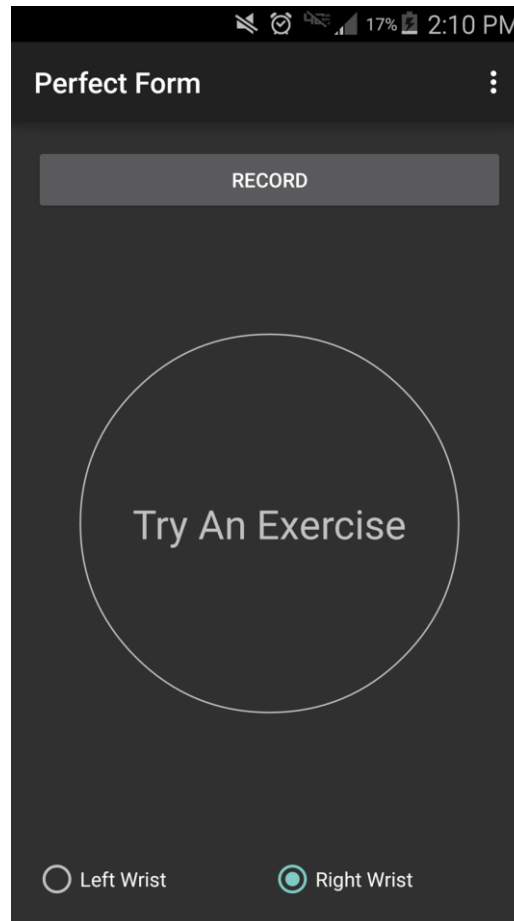 17% 2:10 PM
Perfect Form
RECORD
Try An Exercise
Left Wrist Right Wrist